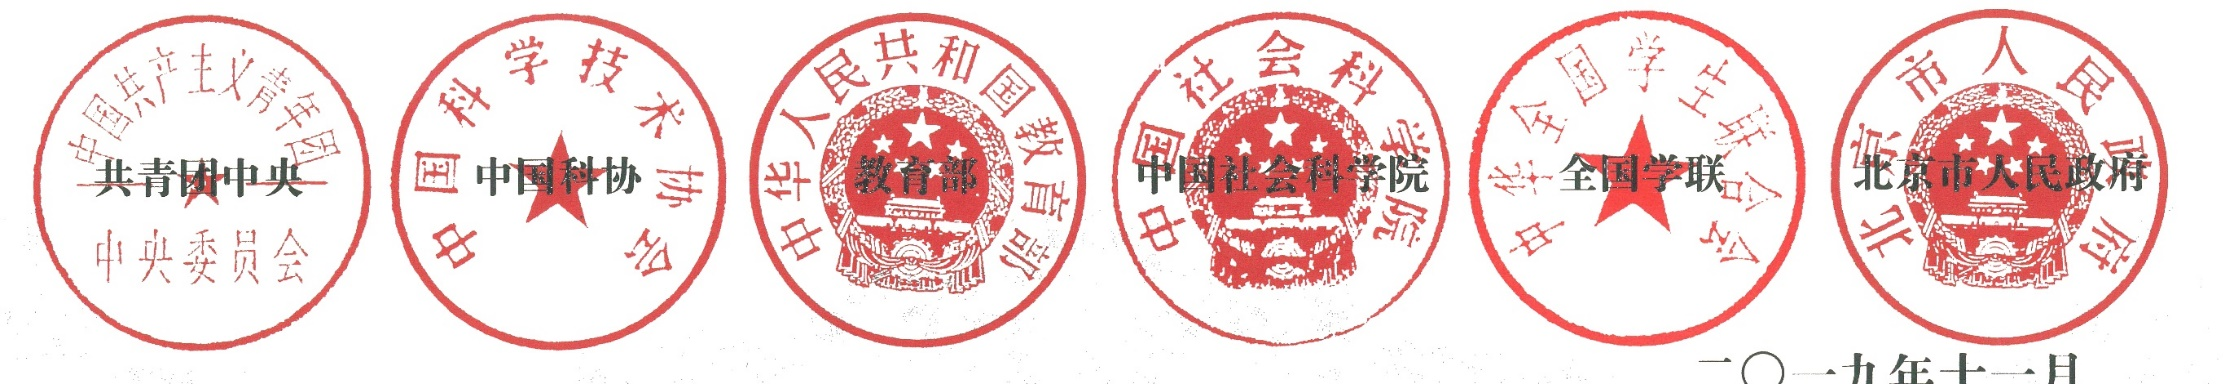 中国共产主义青年团
共青团中央
中央委员会
中国科学技术协会
中国科协
中华人民共和国教育部
教育部
中国社会科学院
中国社会科学院
中华全国学生联合会
全国学联
北京市人民政府
北京市人民政府
二〇一九年十一月